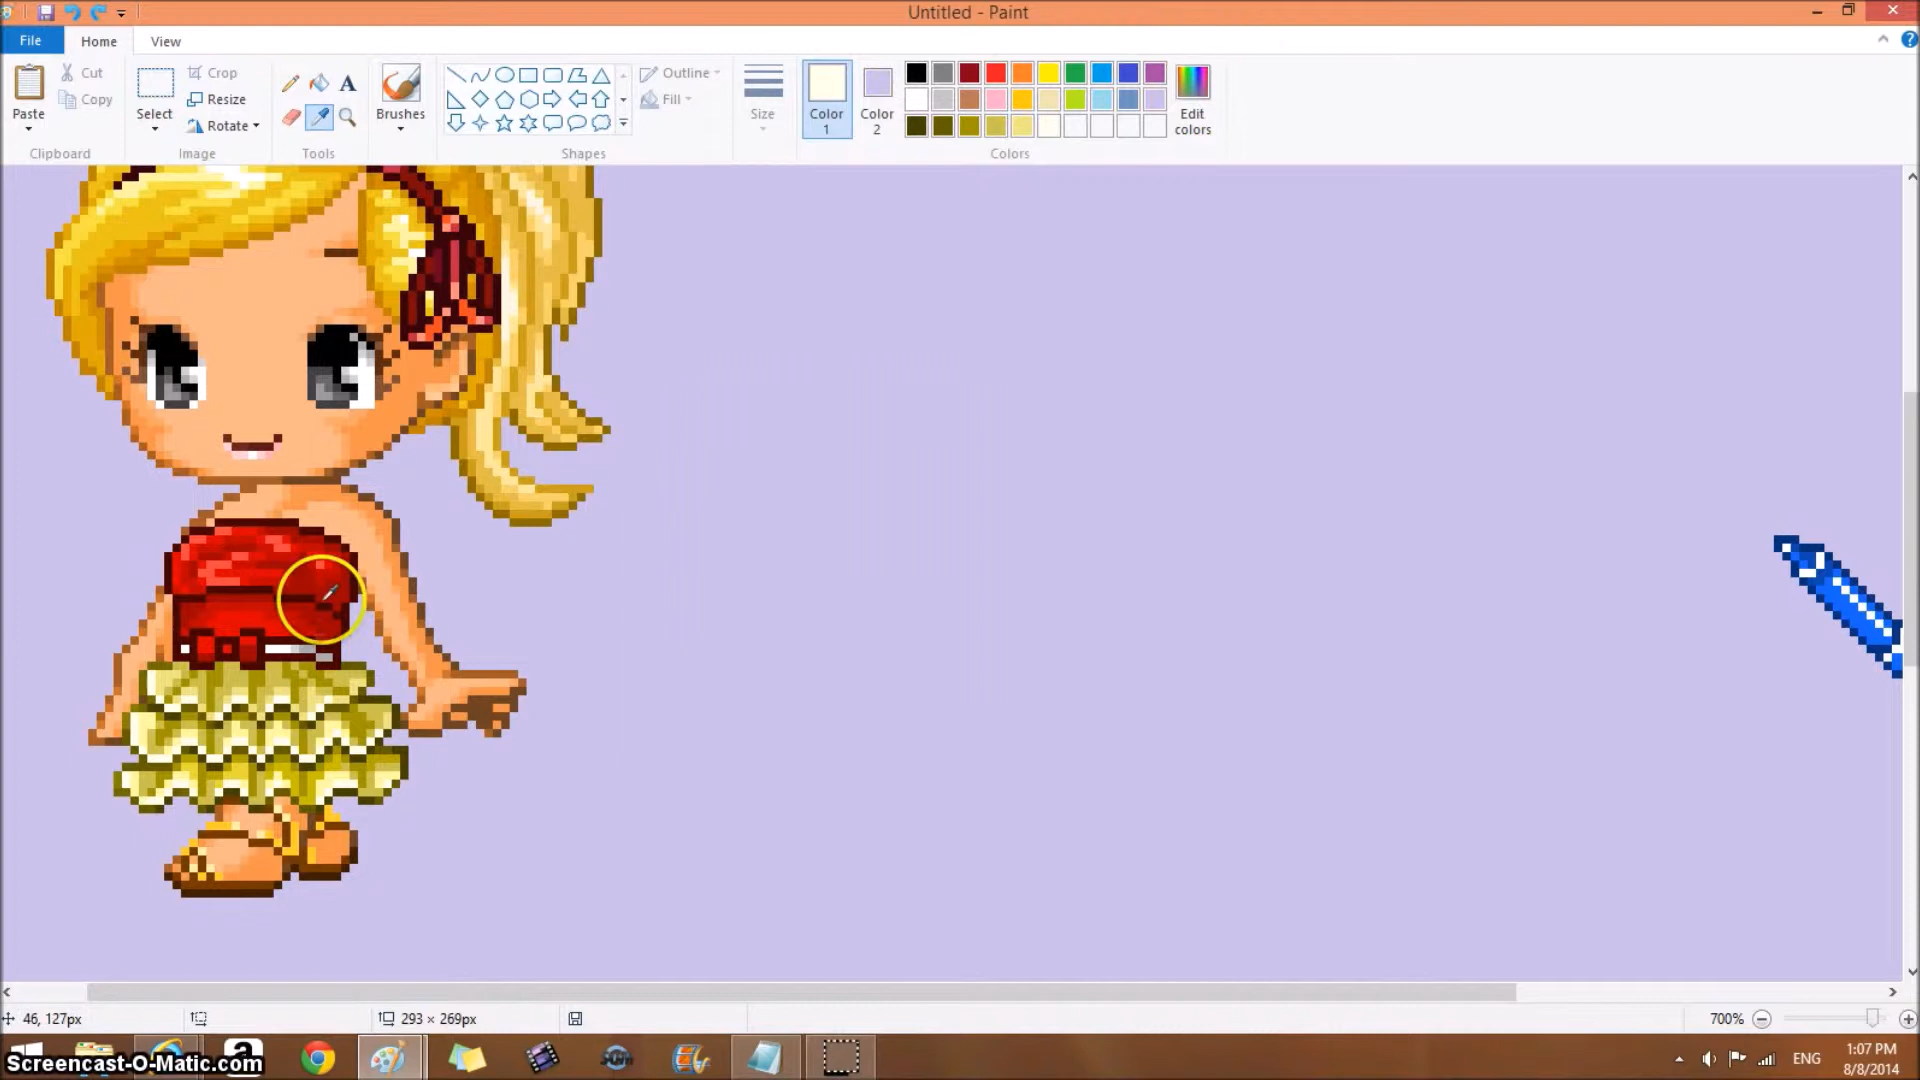 Untitled - Paint
File
Home
View
Paste
Cut
Copy
Clipboard
Select
Crop
Resize
Rotate
Image
A
Tools
Brushes
Outline
Fill
Shapes
Size
Color 1
Color 2
Edit colors
Colors
46, 127px
293 × 269px
700%
Screencast-O-Matic.com
ENG
1:07 PM
8/8/2014